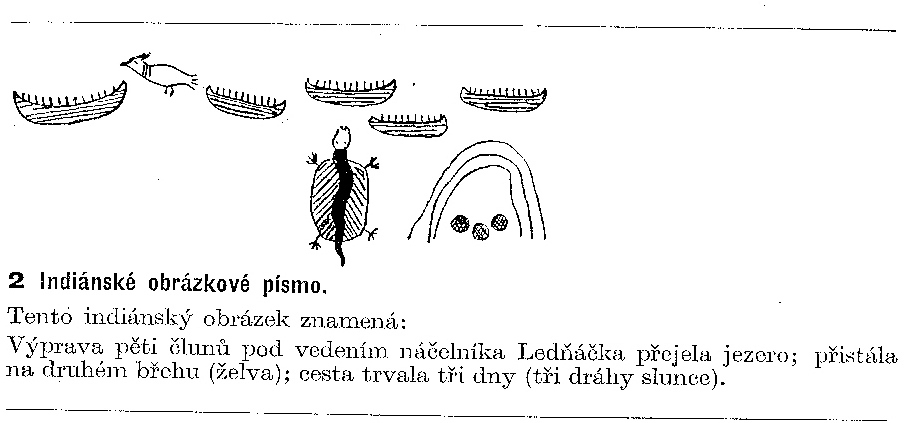 2 Indiánské obrázkové písmo.
Tento indiánský obrázek znamená:
Výprava pěti člunů pod vedením náčelníka Ledňáčka přejela jezero; přistála
na druhém břehu (želva); cesta trvala tři dny (tři dráhy slunce).